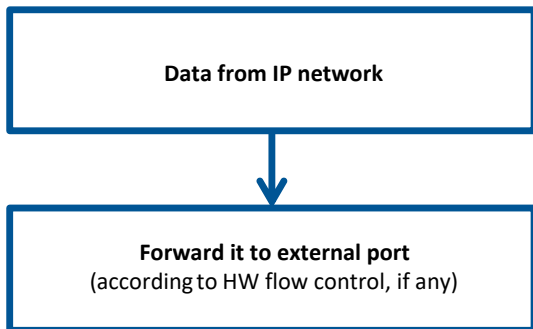 Data from IP network
Forward it to external port
(according to HW flow control, if any)